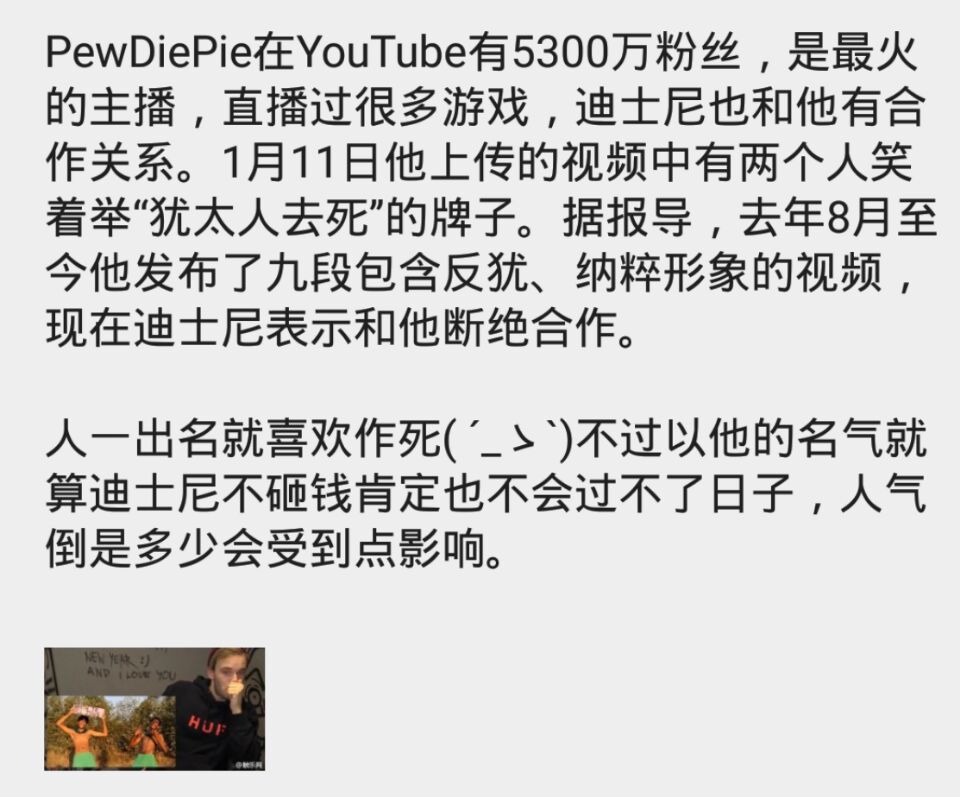 PewDiePie在YouTube有5300万粉丝，是最火
的主播，直播过很多游戏，迪士尼也和他有合
作关系。1月11日他上传的视频中有两个人笑
着举“犹太人去死”的牌子。据报导，去年8月至
今他发布了九段包含反犹、纳粹形象的视频，
现在迪士尼表示和他断绝合作。
人一出名就喜欢作死(´_ゝ`)不过以他的名气就
算迪士尼不砸钱肯定也不会过不了日子，人气
倒是多少会受到点影响。
NEW YEAR :)
AND i LOVE YOU
HUF
@触乐网